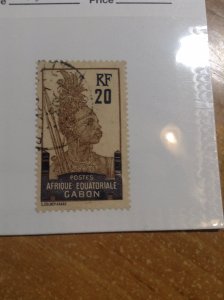 Price
RF
20
POSTES
AFRIQUE EQUATORIALE
GABON